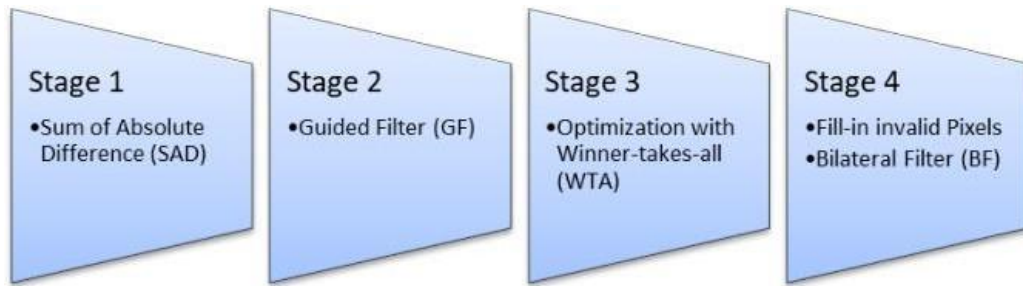 Stage 1
•Sum of Absolute
Difference (SAD)
Stage 2
•Guided Filter (GF)
Stage 3
•Optimization with
Winner-takes-all
(WTA)
Stage 4
•Fill-in invalid Pixels
•Bilateral Filter (BF)